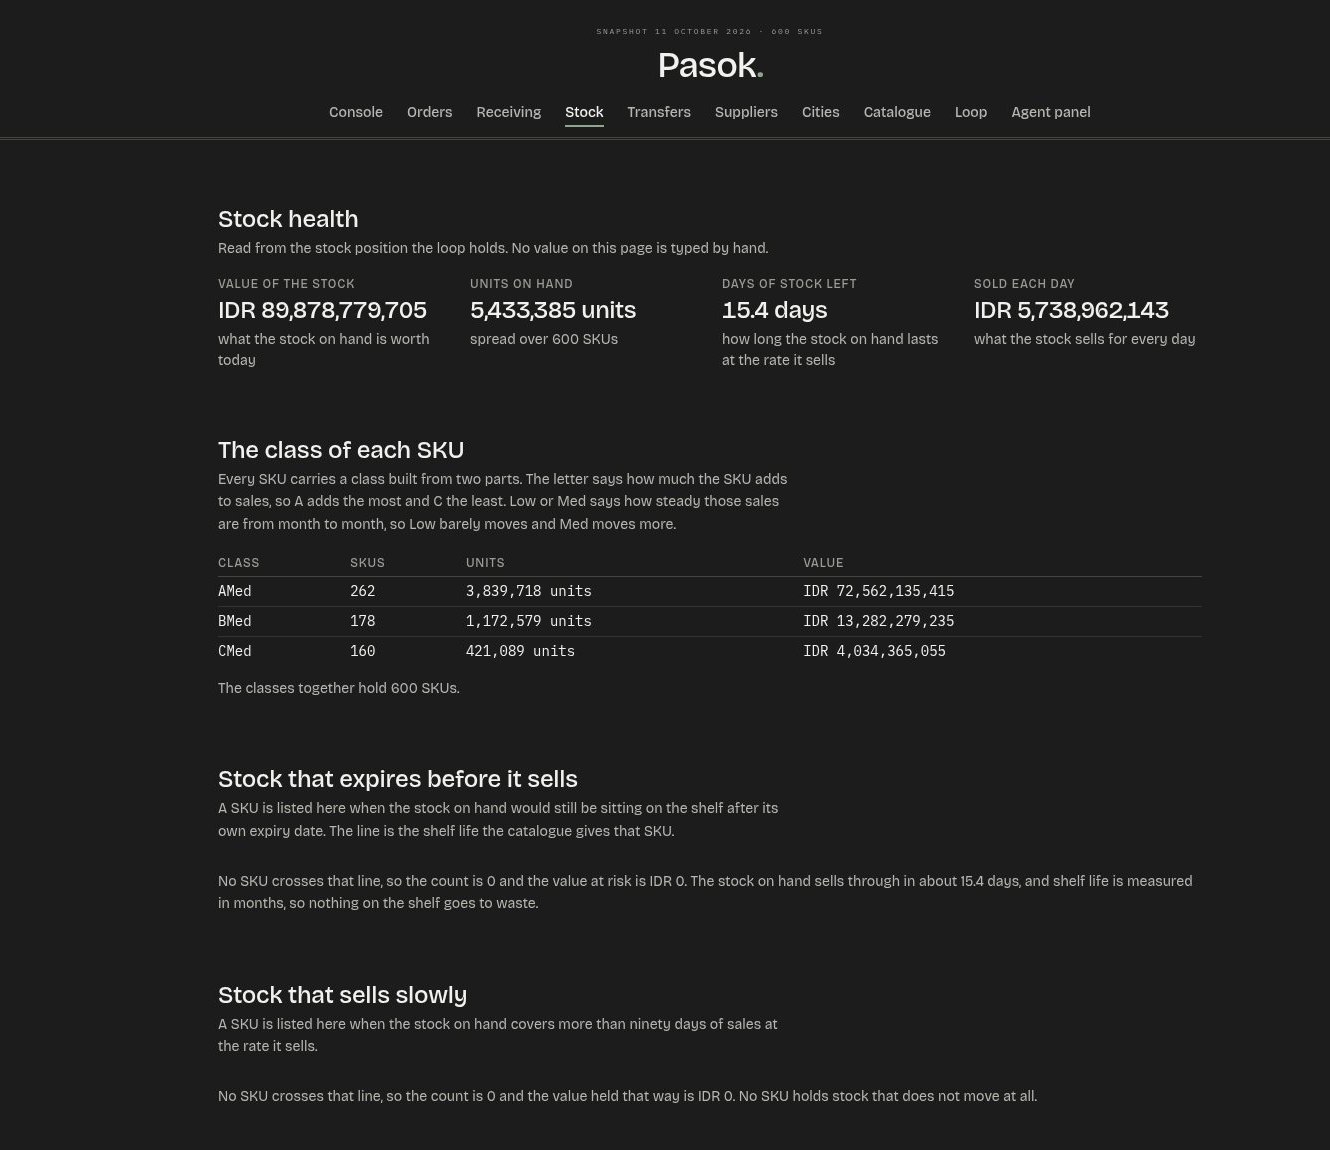 SNAPSHOT 11 OCTOBER 2026 · 600 SKUS
Pasok.
Console Orders Receiving Stock Transfers Suppliers Cities Catalogue Loop Agent panel
Stock health
Read from the stock position the loop holds. No value on this page is typed by hand.
VALUE OF THE STOCK UNITS ON HAND DAYS OF STOCK LEFT SOLD EACH DAY
IDR 89,878,779,705 5,433,385 units 15.4 days IDR 5,738,962,143
what the stock on hand is worth spread over 600 SKUs how long the stock on hand lasts what the stock sells for every day
today at the rate it sells
The class of each SKU
Every SKU carries a class built from two parts. The letter says how much the SKU adds
to sales, so A adds the most and C the least. Low or Med says how steady those sales
are from month to month, so Low barely moves and Med moves more.
CLASS SKUS UNITS VALUE
AMed 262 3,839,718 units IDR 72,562,135,415
BMed 178 1,172,579 units IDR 13,282,279,235
CMed 160 421,089 units IDR 4,034,365,055
The classes together hold 600 SKUs.
Stock that expires before it sells
A SKU is listed here when the stock on hand would still be sitting on the shelf after its
own expiry date. The line is the shelf life the catalogue gives that SKU.
No SKU crosses that line, so the count is 0 and the value at risk is IDR 0. The stock on hand sells through in about 15.4 days, and shelf life is measured
in months, so nothing on the shelf goes to waste.
Stock that sells slowly
A SKU is listed here when the stock on hand covers more than ninety days of sales at
the rate it sells.
No SKU crosses that line, so the count is 0 and the value held that way is IDR 0. No SKU holds stock that does not move at all.